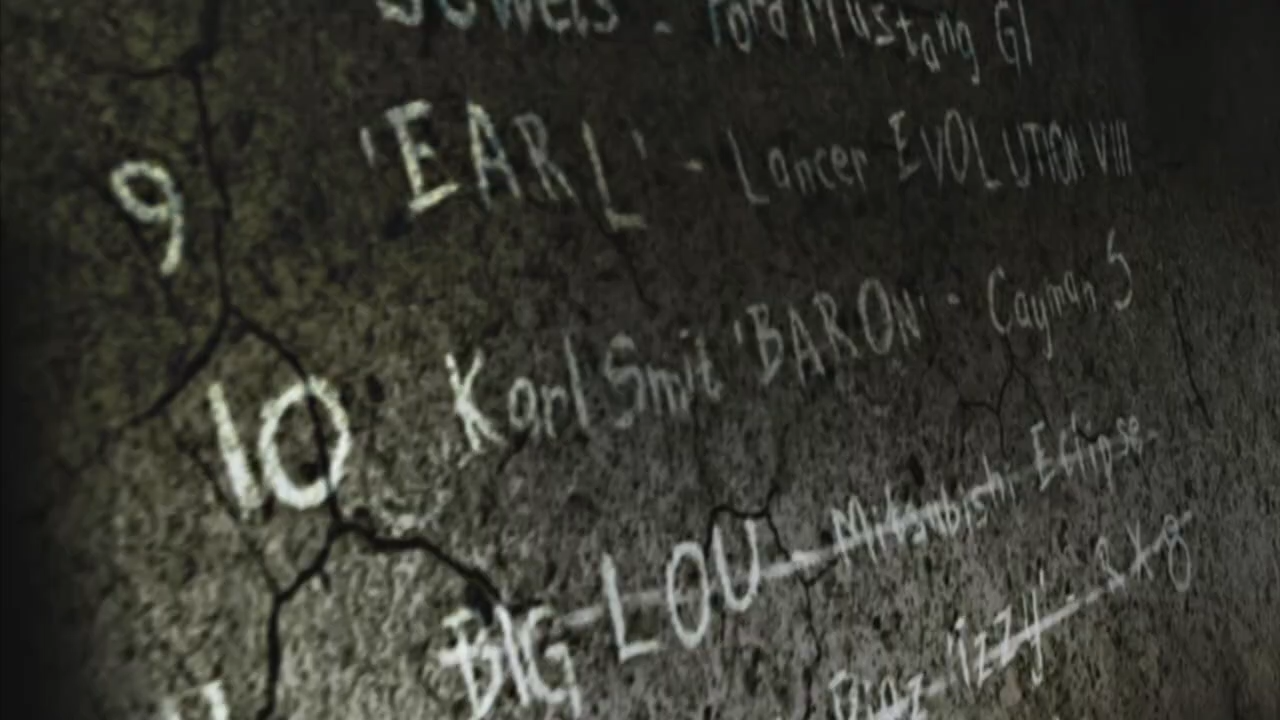 Jewels - Ford Mustang GT
9 'EARL' - Lancer EVOLUTION VIII
10 Karl Smit 'BARON' - Cayman S
BIG LOU - Mitsubishi Eclipse
izzy -